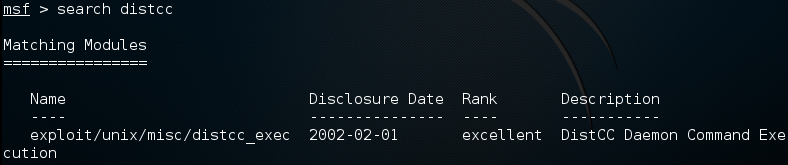 msf > search distcc
Matching Modules
================
Name Disclosure Date Rank Description
---- --------------- ---- -----------
exploit/unix/misc/distcc_exec 2002-02-01 excellent DistCC Daemon Command Exe
cution